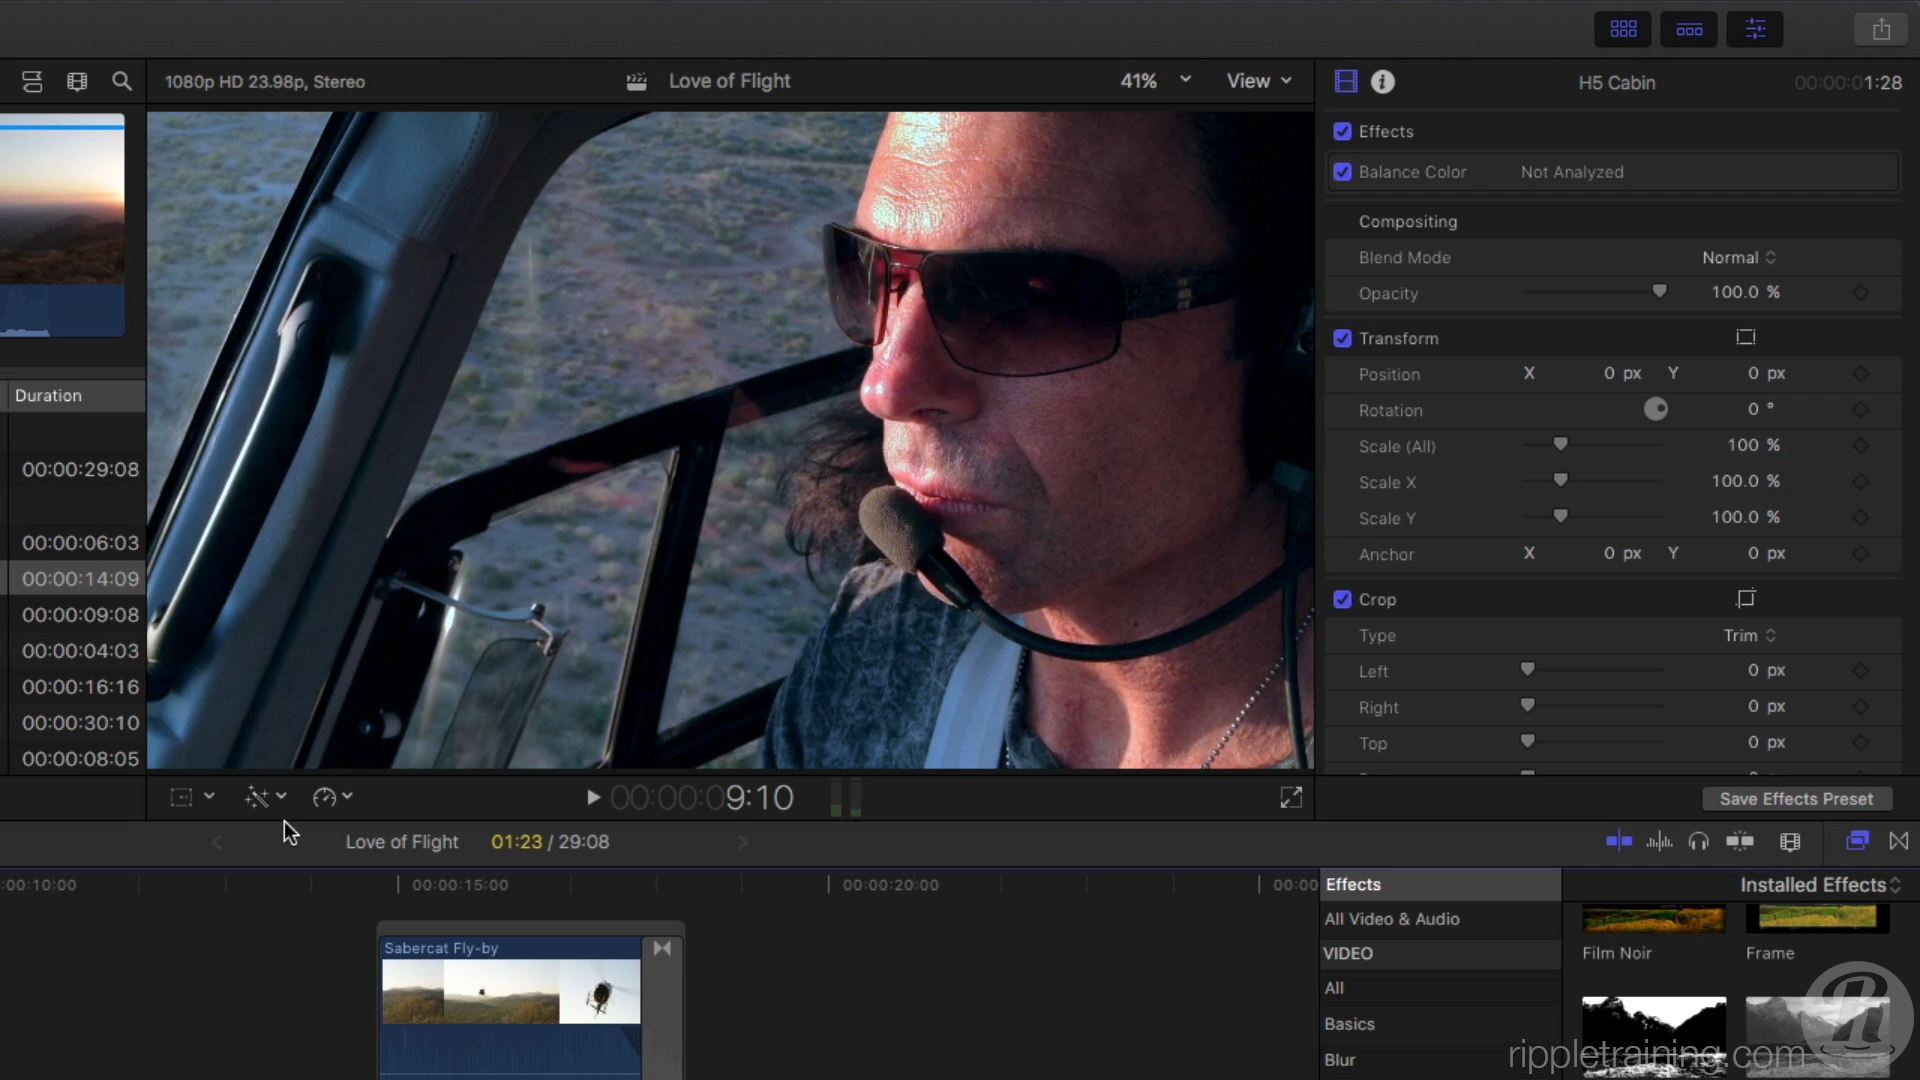 1080p HD 23.98p, Stereo
Love of Flight
41%
View
H5 Cabin
00:00:01:28
Effects
Balance Color
Not Analyzed
Compositing
Blend Mode
Normal
Opacity
100.0 %
Transform
Position
X
0 px
Y
0 px
Rotation
0 °
Scale (All)
100 %
Scale X
100.0 %
Scale Y
100.0 %
Anchor
X
0 px
Y
0 px
Crop
Type
Trim
Left
0 px
Right
0 px
Top
0 px
Save Effects Preset
Duration
00:00:29:08
00:00:06:03
00:00:14:09
00:00:09:08
00:00:04:03
00:00:16:16
00:00:30:10
00:00:08:05
00:00:09:10
Love of Flight
01:23 / 29:08
:00:10:00
00:00:15:00
00:00:20:00
00:00
Sabercat Fly-by
Effects
Installed Effects
All Video & Audio
VIDEO
All
Basics
Blur
Film Noir
Frame
rippletraining.com